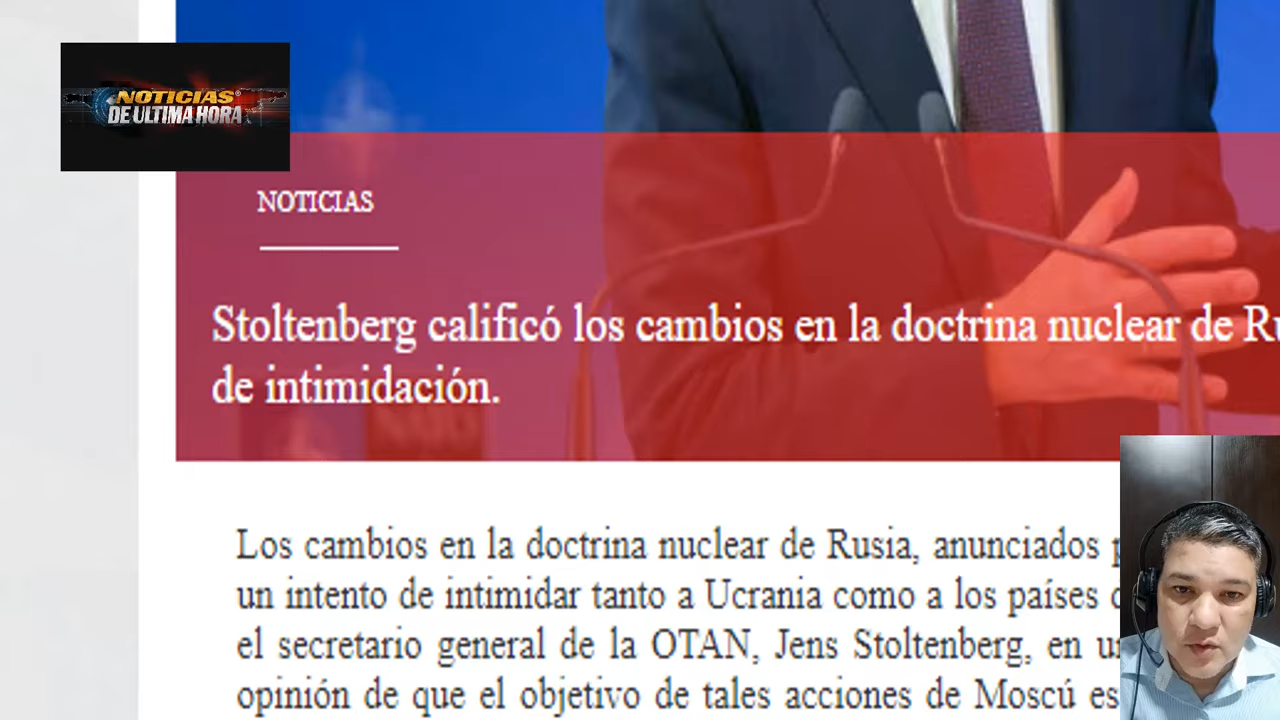 NOTICIAS
DE ULTIMA HORA
NOTICIAS
Stoltenberg calificó los cambios en la doctrina nuclear de
de intimidación.
Los cambios en la doctrina nuclear de Rusia, anunciados
un intento de intimidar tanto a Ucrania como a los países
el secretario general de la OTAN, Jens Stoltenberg, en
opinión de que el objetivo de tales acciones de Moscú